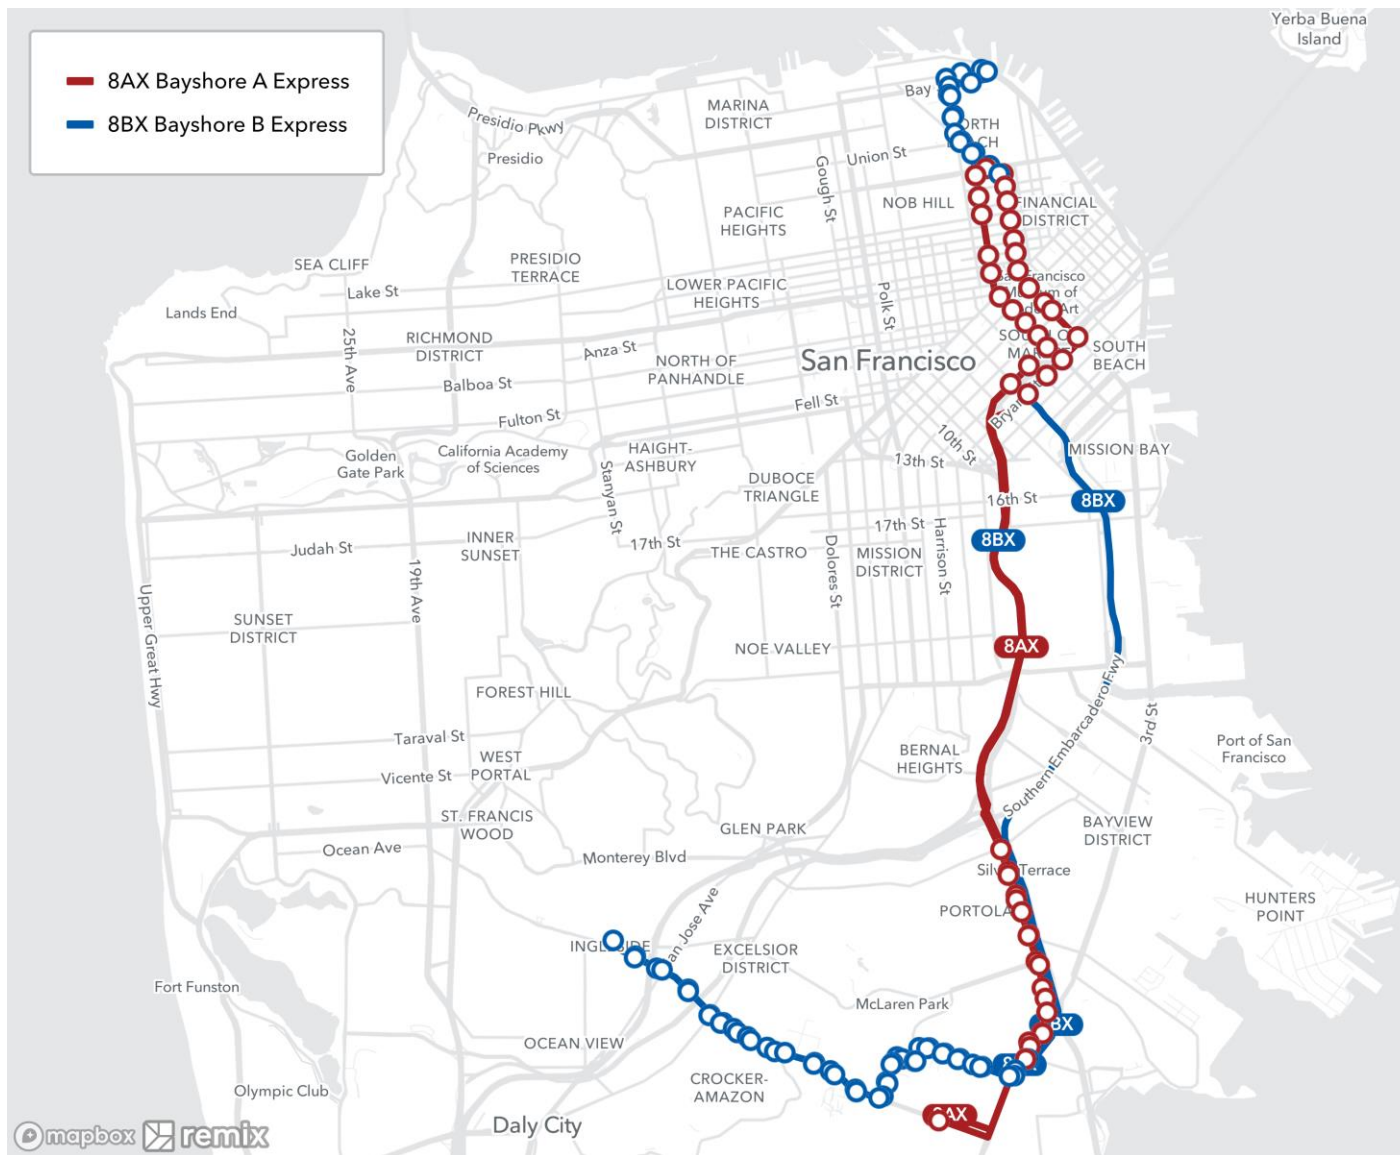 Yerba Buena
Island
8AX Bayshore A Express
8BX Bayshore B Express
Bay
MARINA
DISTRICT
Presidio Pkwy
Presidio
Union St
Gough St
NOB HILL
FINANCIAL
DISTRICT
PACIFIC
HEIGHTS
SEA CLIFF
PRESIDIO
TERRACE
Lake St
LOWER PACIFIC
HEIGHTS
Polk St
Lands End
25th Ave
RICHMOND
DISTRICT
Anza St
NORTH OF
PANHANDLE
San Francisco
SOUTH
BEACH
Balboa St
Fulton St
Fell St
10th St
13th St
MISSION BAY
Golden
Gate Park
California Academy
of Sciences
HAIGHT-
ASHBURY
Stanyan St
DUBOCE
TRIANGLE
16th St
8BX
8BX
17th St
Harrison St
Judah St
INNER
SUNSET
17th St
THE CASTRO
Dolores St
MISSION
DISTRICT
19th Ave
Upper Great Hwy
SUNSET
DISTRICT
NOE VALLEY
8AX
FOREST HILL
Southern Embarcadero Fwy
3rd St
Taraval St
Vicente St
WEST
PORTAL
BERNAL
HEIGHTS
Port of San
Francisco
ST. FRANCIS
WOOD
GLEN PARK
BAYVIEW
DISTRICT
Ocean Ave
Monterey Blvd
Terrace
PORTOLA
HUNTERS
POINT
EXCELSIOR
DISTRICT
Fort Funston
McLaren Park
OCEAN VIEW
CROCKER-
AMAZON
Olympic Club
Daly City
mapbox remix